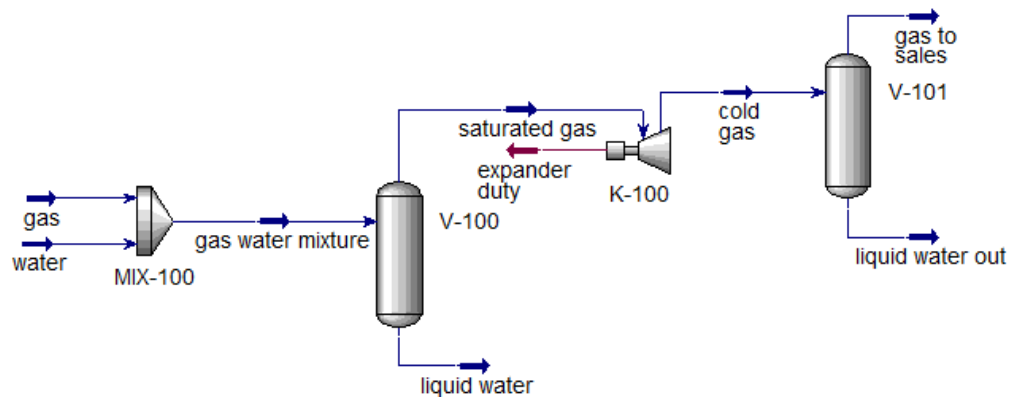 gas to
sales
V-101
saturated gas
cold
gas
expander
duty
K-100
V-100
gas
gas water mixture
water
MIX-100
liquid water out
liquid water